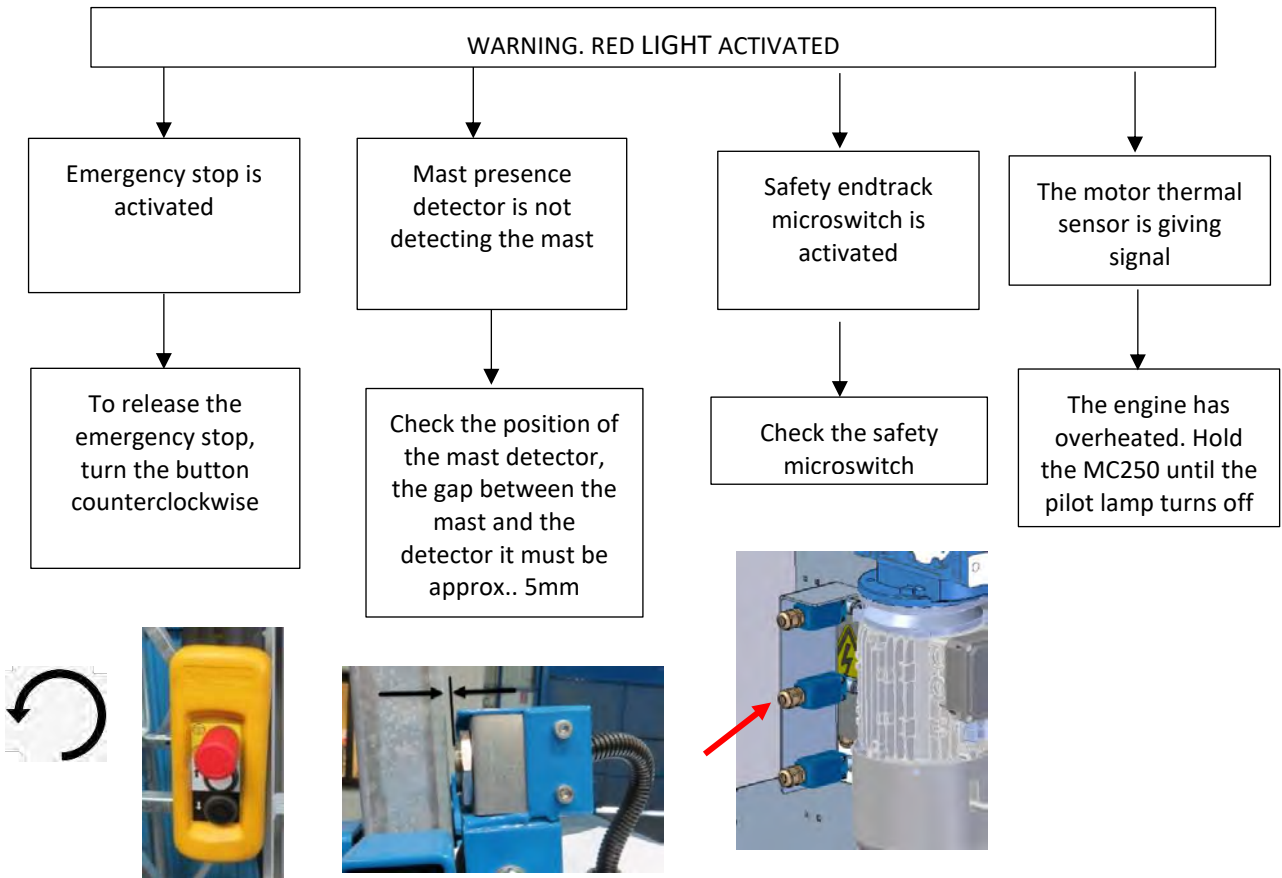 WARNING. RED LIGHT ACTIVATED
Emergency stop is
activated
Mast presence
detector is not
detecting the mast
Safety endtrack
microswitch is
activated
The motor thermal
sensor is giving
signal
To release the
emergency stop,
turn the button
counterclockwise
Check the position of
the mast detector,
the gap between the
mast and the
detector it must be
approx.. 5mm
Check the safety
microswitch
The engine has
overheated. Hold
the MC250 until the
pilot lamp turns off